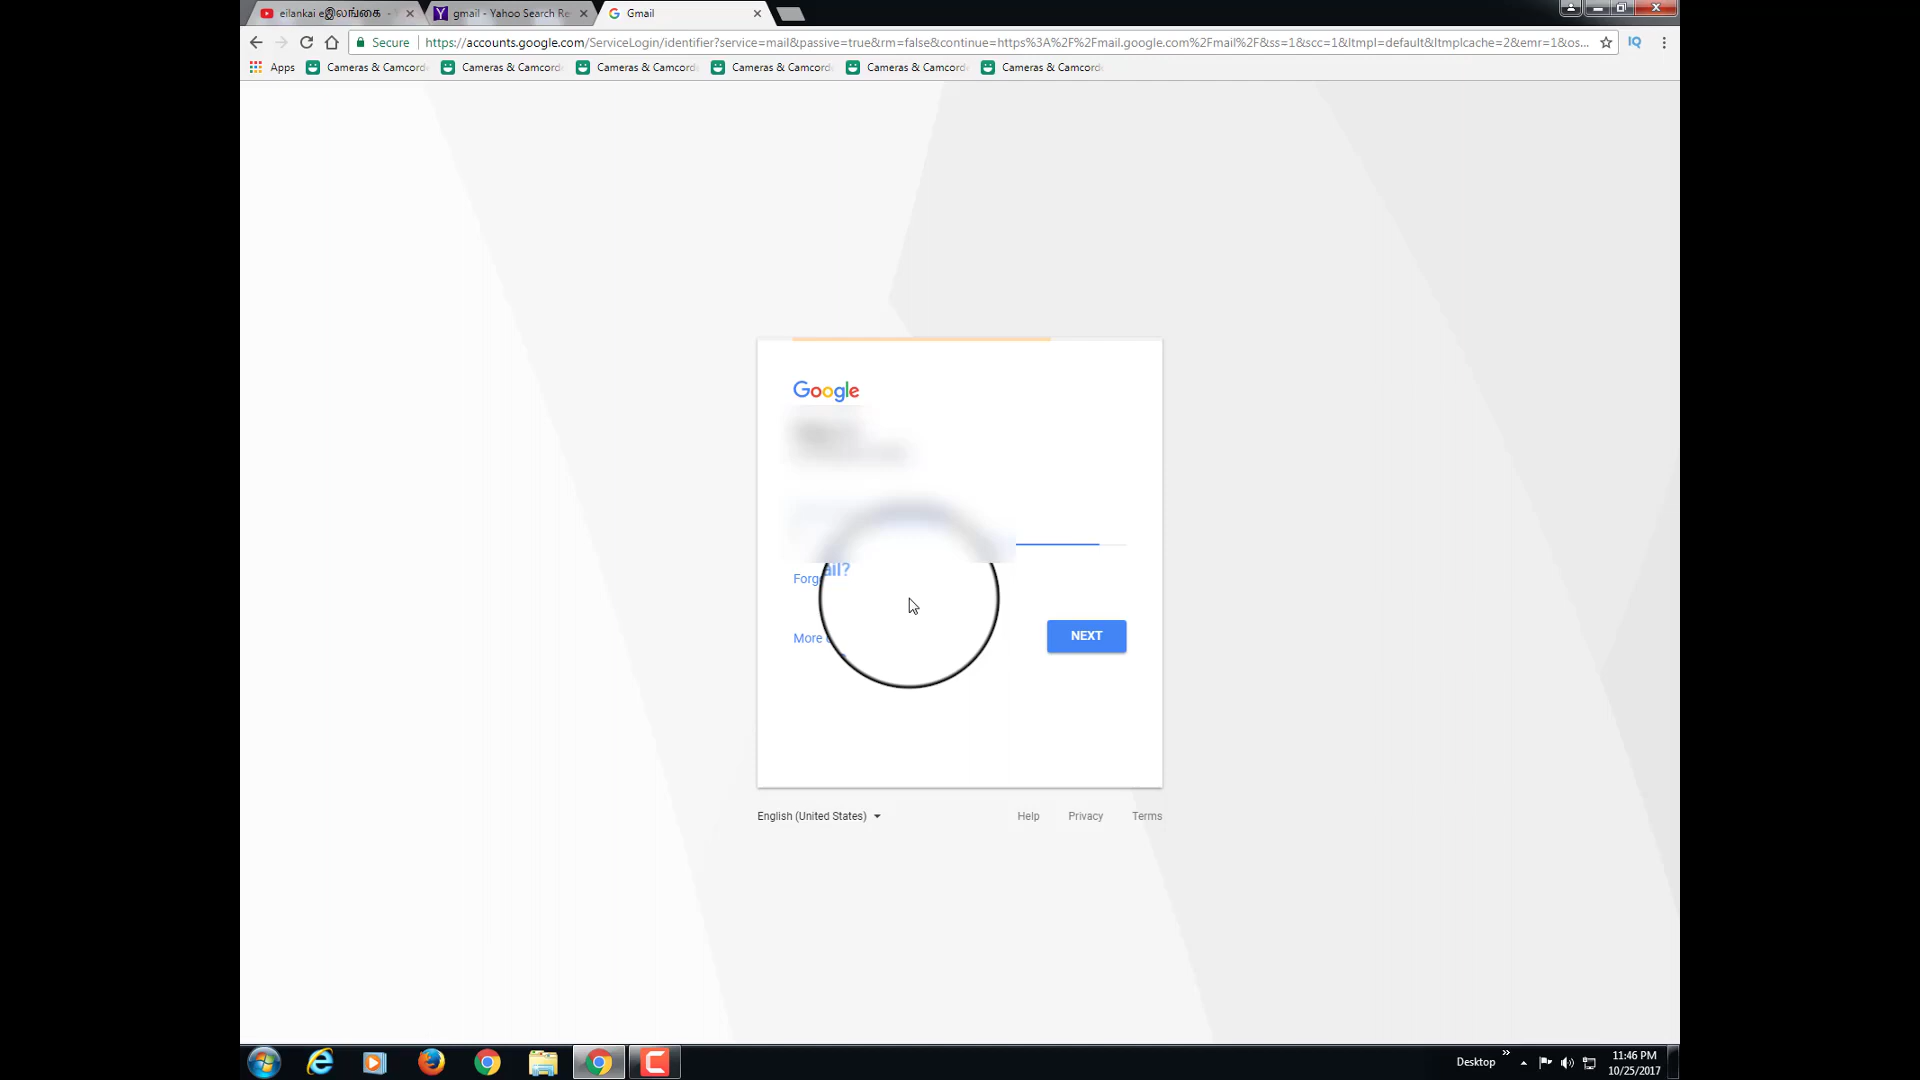 eilankai eஇலங்கை -
gmail - Yahoo Search Re
Gmail
Secure
https://accounts.google.com/ServiceLogin/identifier?service=mail&passive=true&rm=false&continue=https%3A%2F%2Fmail.google.com%2Fmail%2F&ss=1&scc=1&ltmpl=default&ltmplcache=2&emr=1&os...
IQ
Apps
Cameras & Camcord
Cameras & Camcord
Cameras & Camcord
Cameras & Camcord
Cameras & Camcord
Cameras & Camcord
Google
Forg
ail?
More
NEXT
English (United States)
Help
Privacy
Terms
Desktop
11:46 PM
10/25/2017